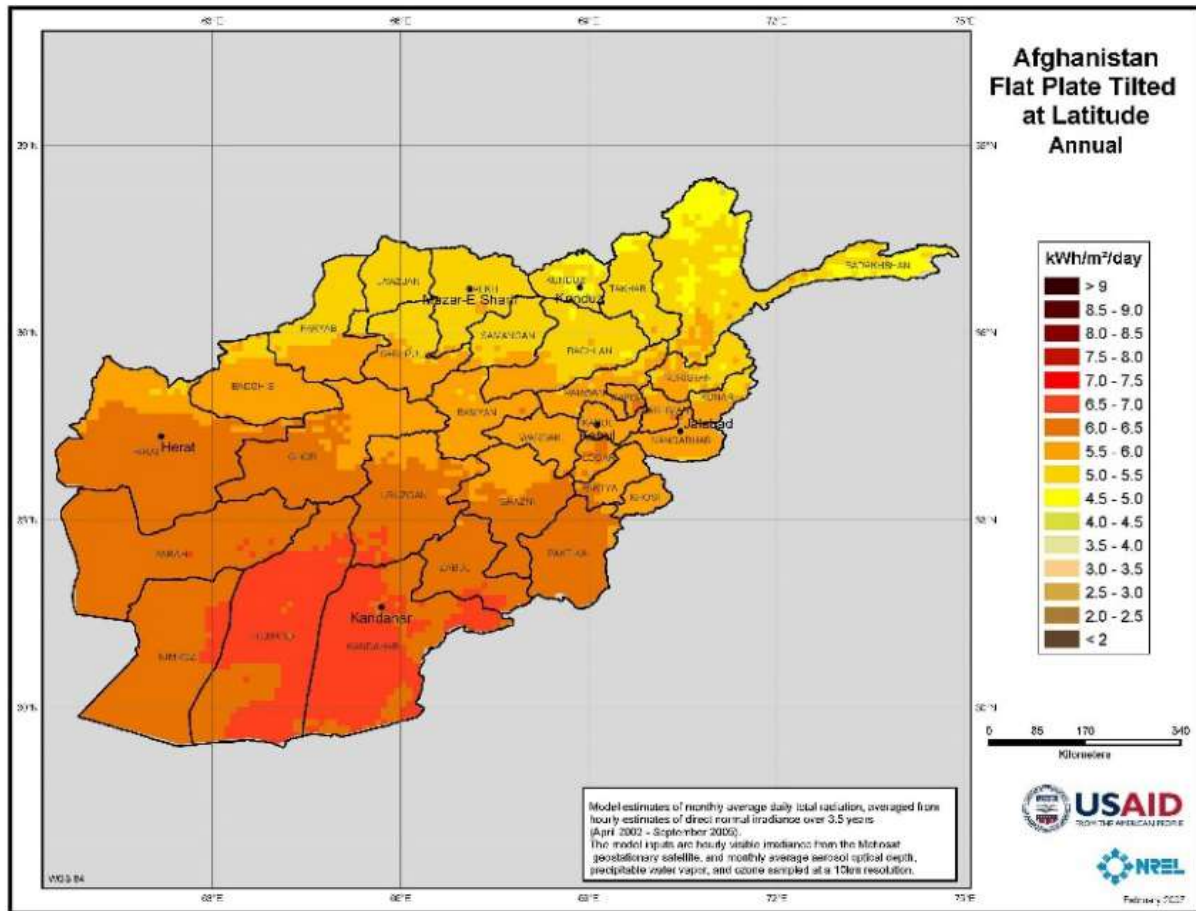 Afghanistan
Flat Plate Tilted
at Latitude
Annual
kWh/m²/day
> 9
8.5 - 9.0
8.0 - 8.5
7.5 - 8.0
7.0 - 7.5
6.5 - 7.0
6.0 - 6.5
5.5 - 6.0
5.0 - 5.5
4.5 - 5.0
4.0 - 4.5
3.5 - 4.0
3.0 - 3.5
2.5 - 3.0
2.0 - 2.5
< 2
0 85 170 340
Kilometers
USAID
FROM THE AMERICAN PEOPLE
NREL
February 2007
72°E
BADAKHSHAN
KUNDUZ
TAKHAR
Mazar-E Sharif
Konduz
FARYAB
SAMANGAN
BAGHLAN
BADGHIS
BAMYAN
NURISTAN
KUNAR
Jalabad
NANGARHAR
WARDAK
Herat
GHOR
URUZGAN
GHAZNI
PAKTYA
KHOST
ZABUL
PAKTIKA
Kandahar
KANDAHAR
Model estimates of monthly average daily total radiation, averaged from
hourly estimates of direct normal irradiance over 3.5 years
(April 2002 - September 2005).
The model inputs are hourly visible irradiance from the Meteosat
geostationary satellite, and monthly average aerosol optical depth,
precipitable water vapor, and ozone sampled at a 10km resolution.
WGS 84